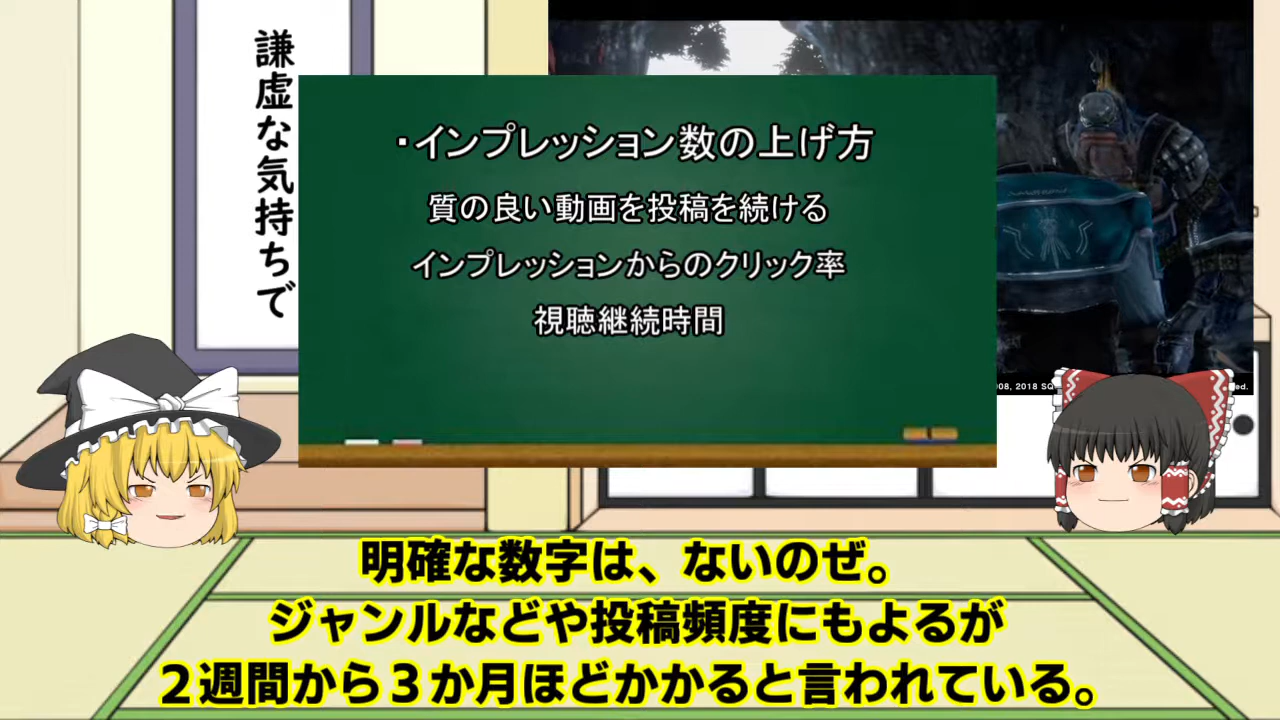 謙虚な気持ちで
・インプレッション数の上げ方
質の良い動画を投稿を続ける
インプレッションからのクリック率
視聴継続時間
08, 2018 SQ
ed.
明確な数字は、ないのぜ。
ジャンルなどや投稿頻度にもよるが
２週間から３か月ほどかかると言われている。